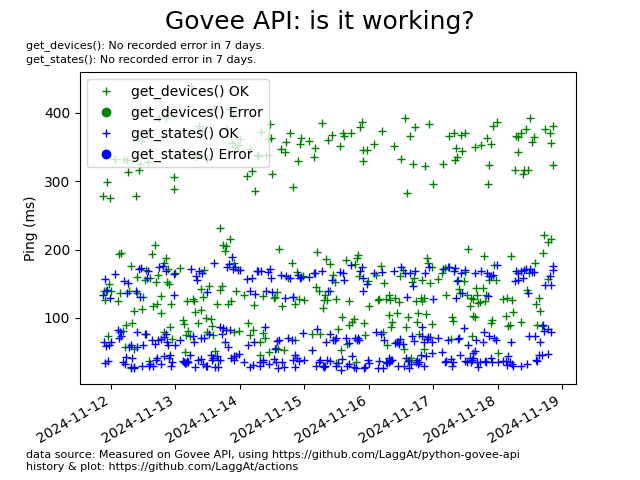 Govee API: is it working?
get_devices(): No recorded error in 7 days.
get_states(): No recorded error in 7 days.
get_devices() OK
get_devices() Error
get_states() OK
get_states() Error
Ping (ms)
400
300
200
100
2024-11-12
2024-11-13
2024-11-14
2024-11-15
2024-11-16
2024-11-17
2024-11-18
2024-11-19
data source: Measured on Govee API, using https://github.com/LaggAt/python-govee-api
history & plot: https://github.com/LaggAt/actions